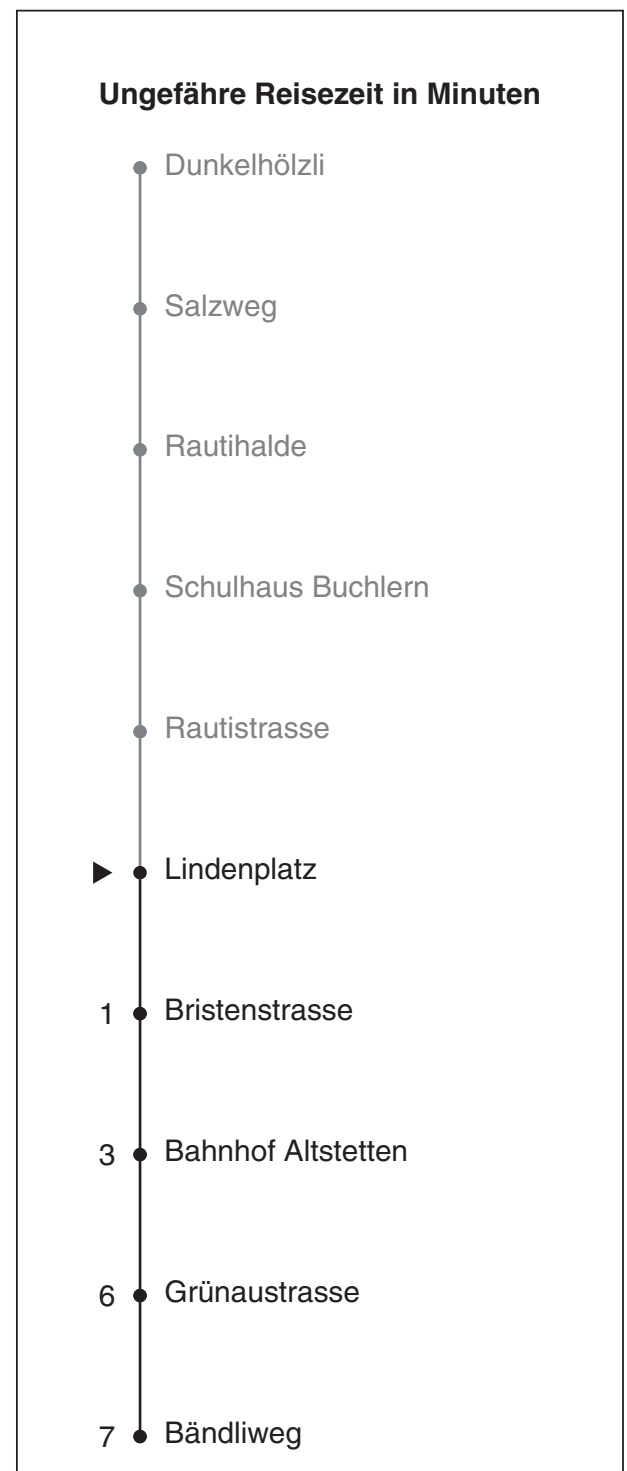 Ungefähre Reisezeit in Minuten
Dunkelhölzli
Salzweg
Rautihalde
Schulhaus Buchlern
Rautistrasse
Lindenplatz
1 Bristenstrasse
3 Bahnhof Altstetten
6 Grünaustrasse
7 Bändliweg